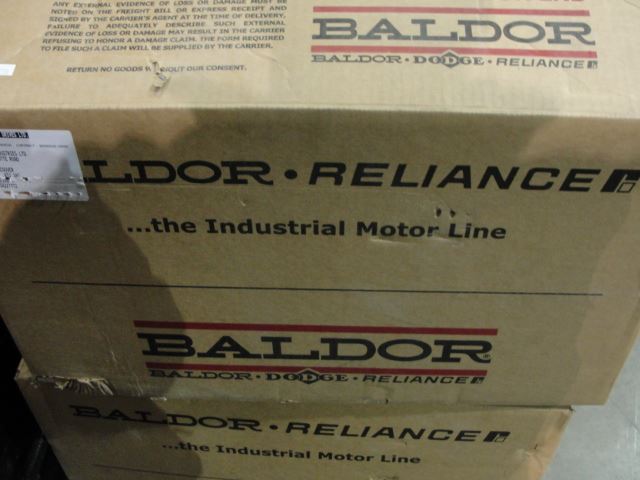 ANY EXTERNAL EVIDENCE OF LOSS OR DAMAGE MUST BE
NOTED ON THE FREIGHT BILL OR EXPRESS RECEIPT AND
SIGNED BY THE CARRIER'S AGENT AT THE TIME OF DELIVERY,
FAILURE TO ADEQUATELY DESCRIBE SUCH EXTERNAL
EVIDENCE OF LOSS OR DAMAGE MAY RESULT IN THE CARRIER
REFUSING TO HONOR A DAMAGE CLAIM. THE FORM REQUIRED
TO FILE SUCH A CLAIM WILL BE SUPPLIED BY THE CARRIER.
RETURN NO GOODS WITHOUT OUR CONSENT.
BALDOR
BALDOR·DODGE·RELIANCE
DRIVES LTD.
ROAD
ALDOR·RELIANCE
...the Industrial Motor Line
BALDOR®
BALDOR·DODGE·RELIANCE
BALDOR·RELIANCE
...the Industrial Motor Line